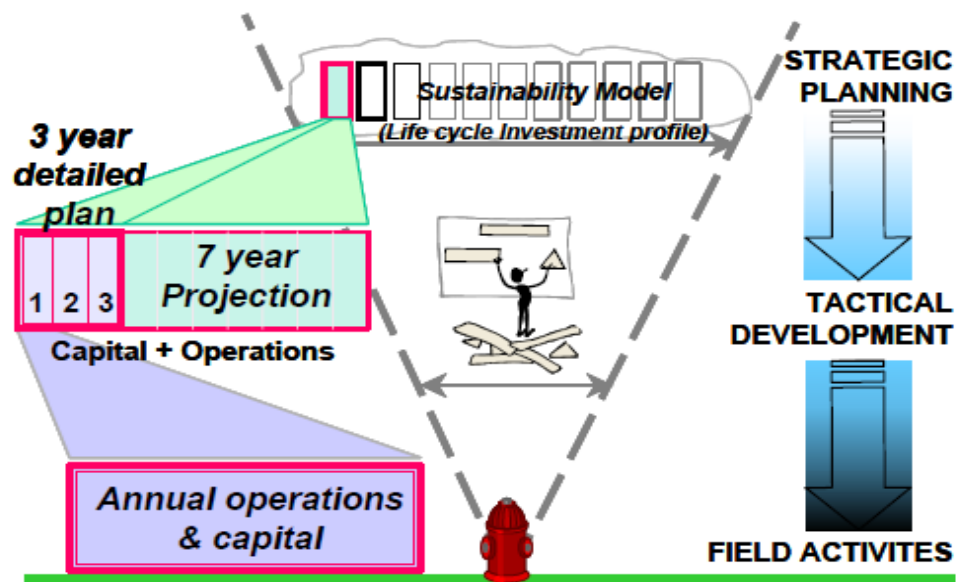 STRATEGIC
PLANNING
Sustainability Model
(Life cycle Investment profile)
3 year
detailed
plan
7 year
Projection
1 2 3
Capital + Operations
TACTICAL
DEVELOPMENT
Annual operations
& capital
FIELD ACTIVITES